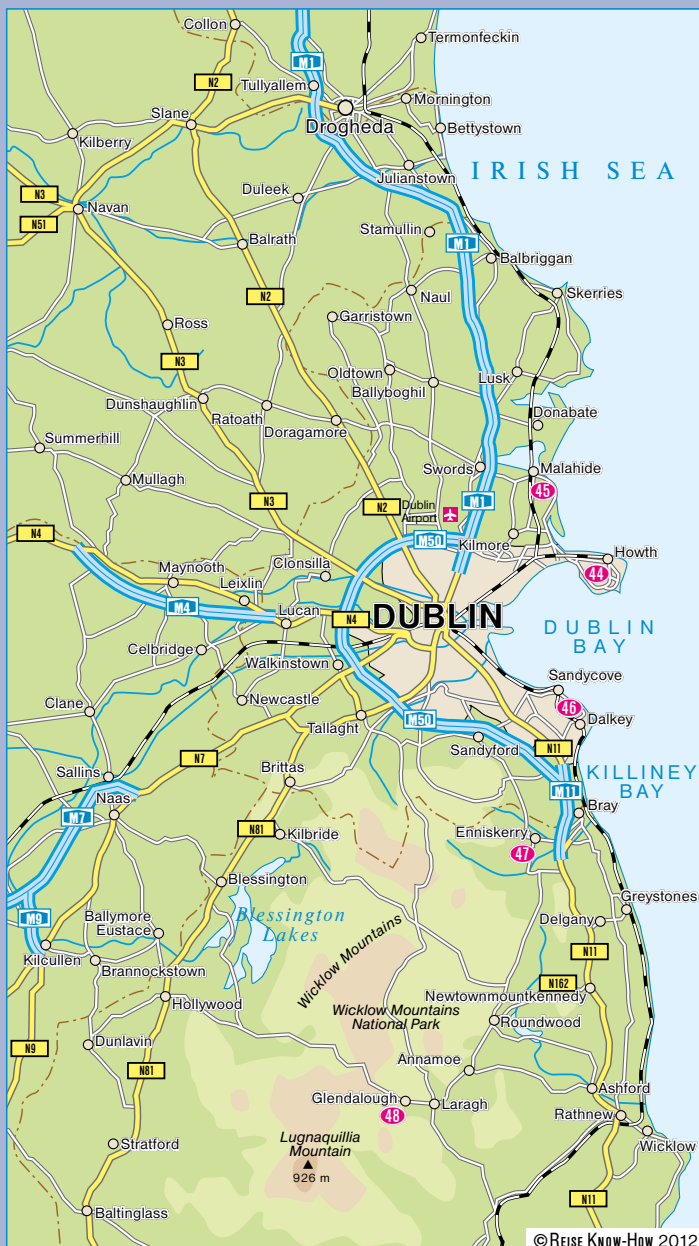 Collon
Termonfeckin
M1
N2
Tullyallem
Mornington
Slane
Drogheda
Bettystown
Kilberry
IRISH SEA
Julianstown
N3
Duleek
Navan
N51
Stamullin
M1
Balrath
Balbriggan
N2
Naul
Skerries
Garristown
Ross
N3
Oldtown
Lusk
Ballyboghil
Dunshaughlin
Ratoath
Donabate
Doragamore
Summerhill
Swords
Malahide
Mullagh
45
N3
N2
Dublin
Airport
M1
N4
M50
Kilmore
Howth
Clonsilla
Maynooth
44
Leixlin
M4
Lucan
N4
DUBLIN
DUBLIN
BAY
Celbridge
Walkinstown
Sandycove
Newcastle
46
Clane
Tallaght
M50
Dalkey
Sandyford
N11
N7
Sallins
Brittas
KILLINEY
BAY
Naas
M11
M7
Bray
N81
Kilbride
Enniskerry
47
Blessington
Greystones
Blessington
Lakes
M9
Ballymore
Eustace
Delgany
Wicklow Mountains
Kilcullen
N11
Brannockstown
N162
Hollywood
Newtownmountkennedy
Wicklow Mountains
National Park
Roundwood
N9
Dunlavin
Annamoe
N81
Ashford
Glendalough
Laragh
48
Rathnew
Stratford
Lugnaquillia
Mountain
Wicklow
926 m
N11
Baltinglass
© REISE KNOW-HOW 2012